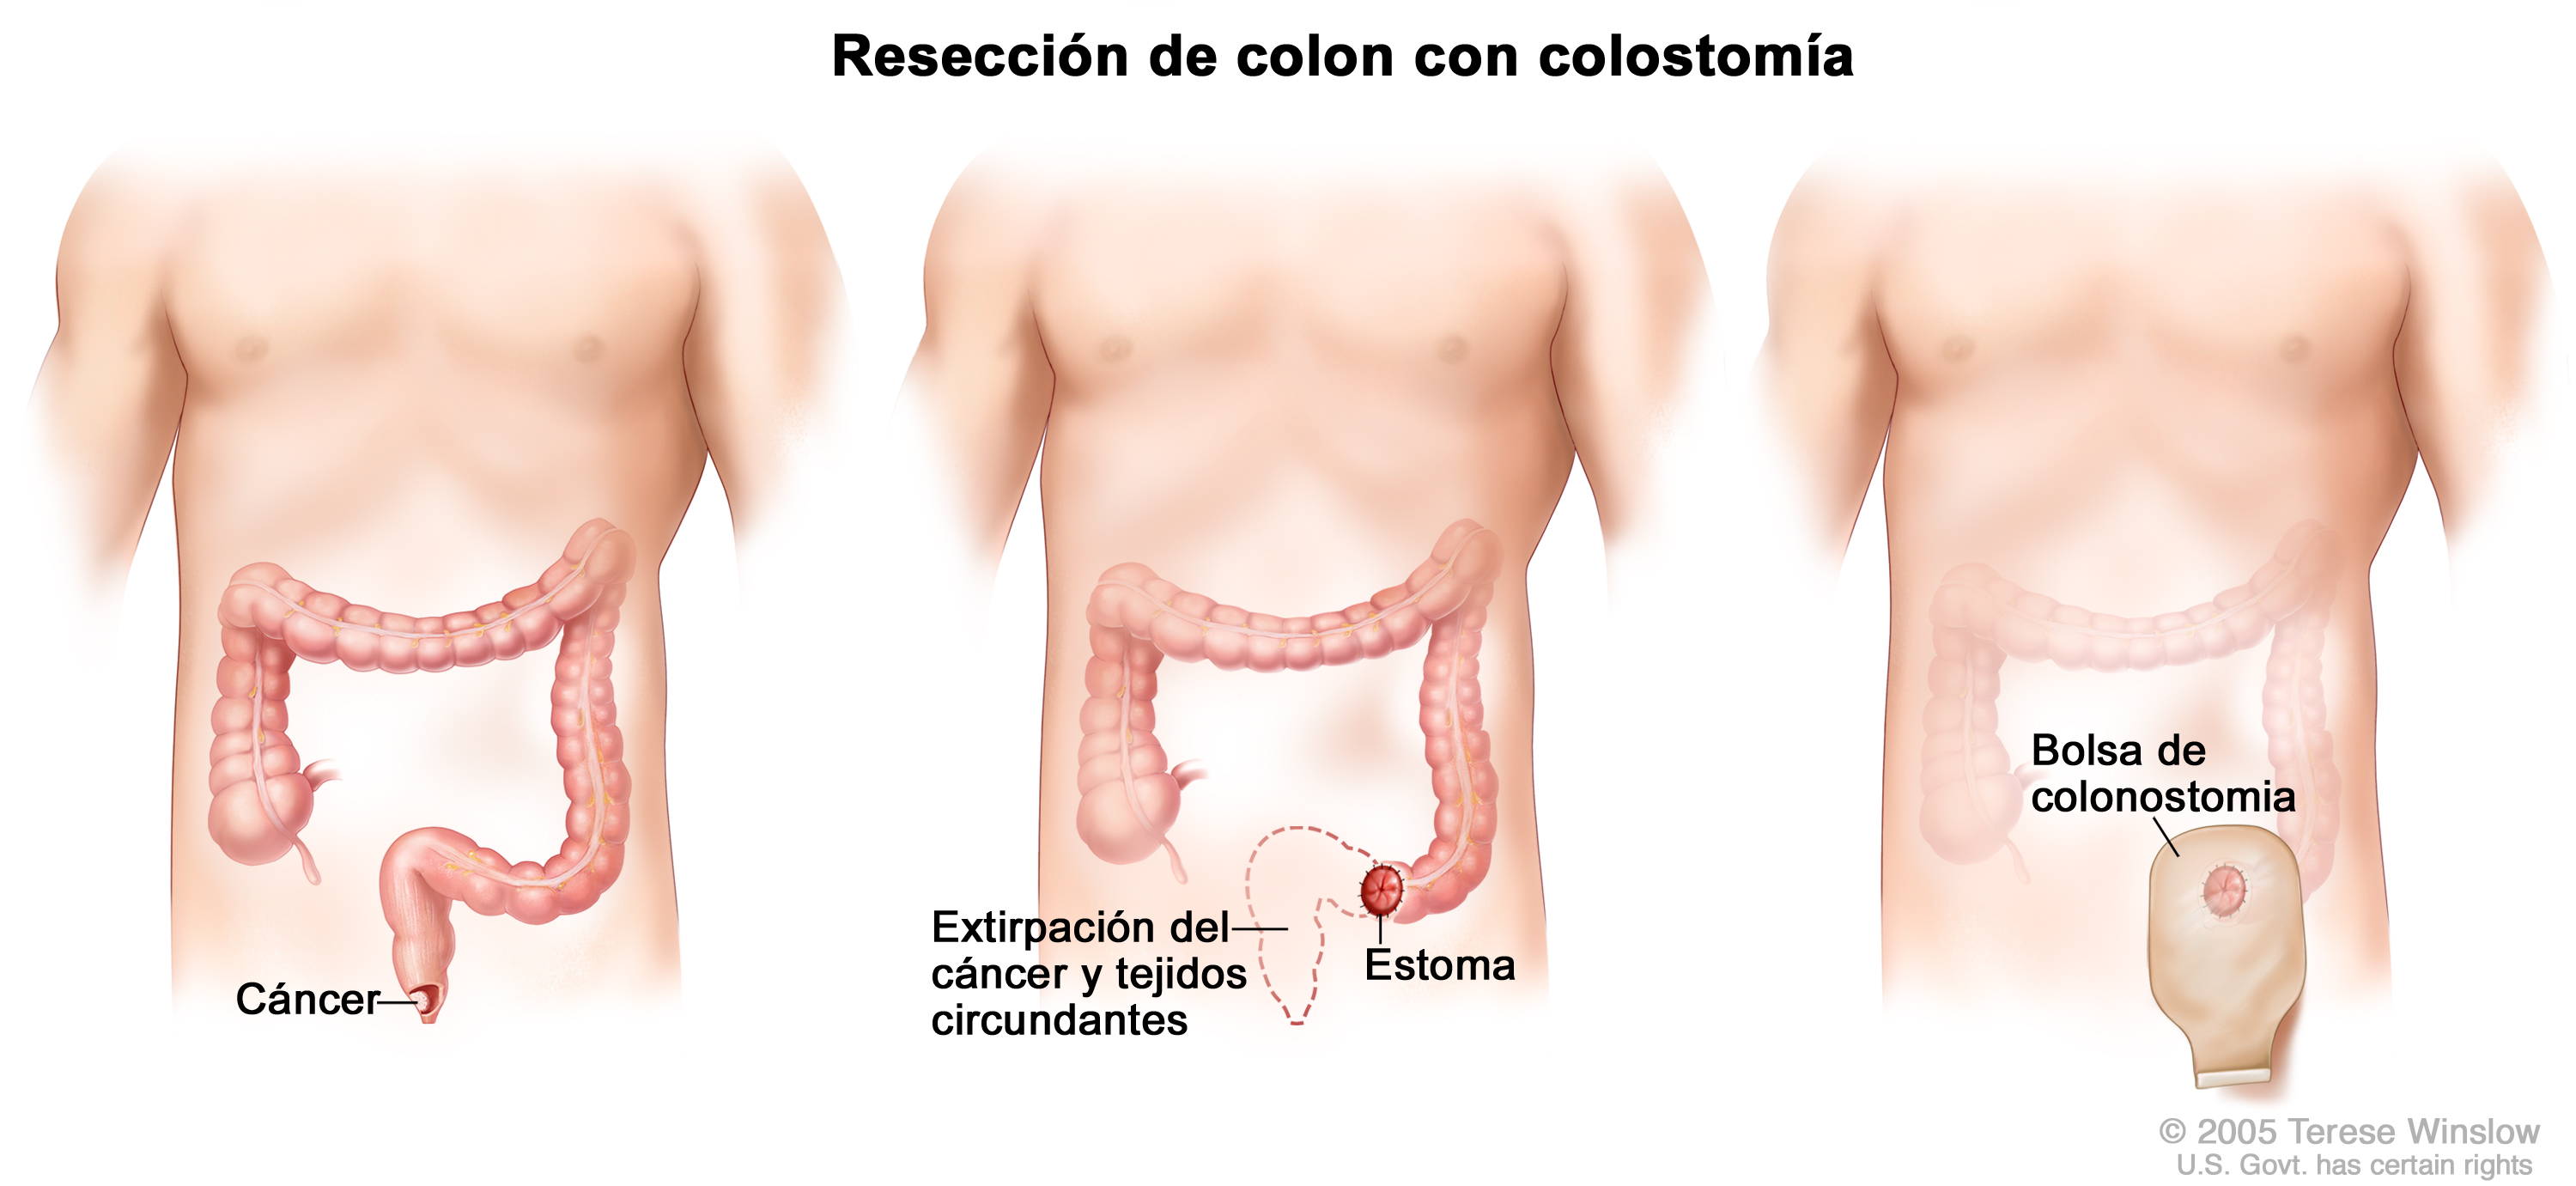 Resección de colon con colostomía
Cáncer
Extirpación del
cáncer y tejidos
circundantes
Estoma
Bolsa de
colonostomia
© 2005 Terese Winslow
U.S. Govt. has certain rights